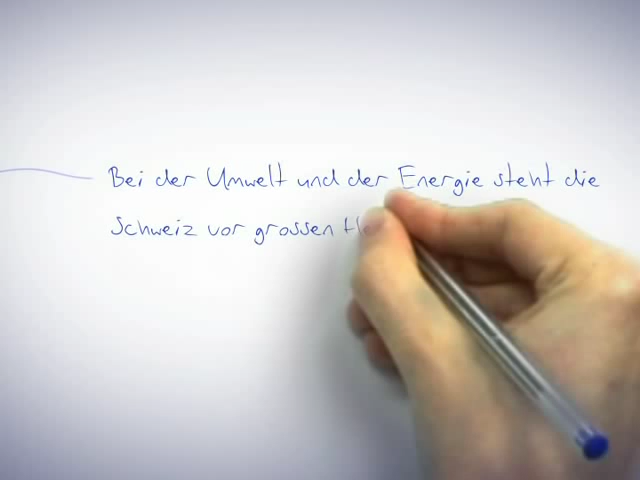 Bei der Umwelt und der Energie steht die
Schweiz vor grossen